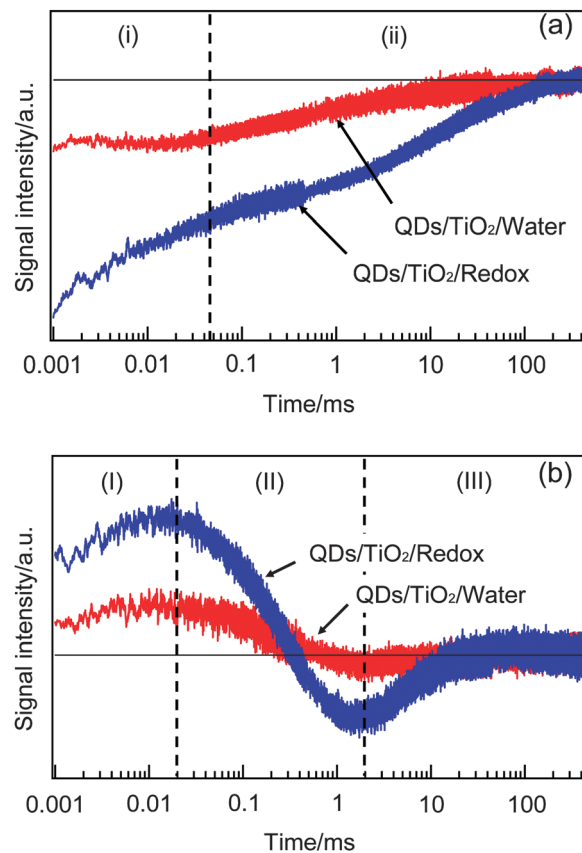 (i)
(ii)
(a)
Signal intensity/a.u.
QDs/TiO₂/Water
QDs/TiO₂/Redox
0.001
0.01
0.1
1
10
100
Time/ms
(I)
(II)
(III)
(b)
Signal intensity/a.u.
QDs/TiO₂/Redox
QDs/TiO₂/Water
0.001
0.01
0.1
1
10
100
Time/ms